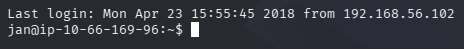 Last login: Mon Apr 23 15:55:45 2018 from 192.168.56.102
jan@ip-10-66-169-96:~$